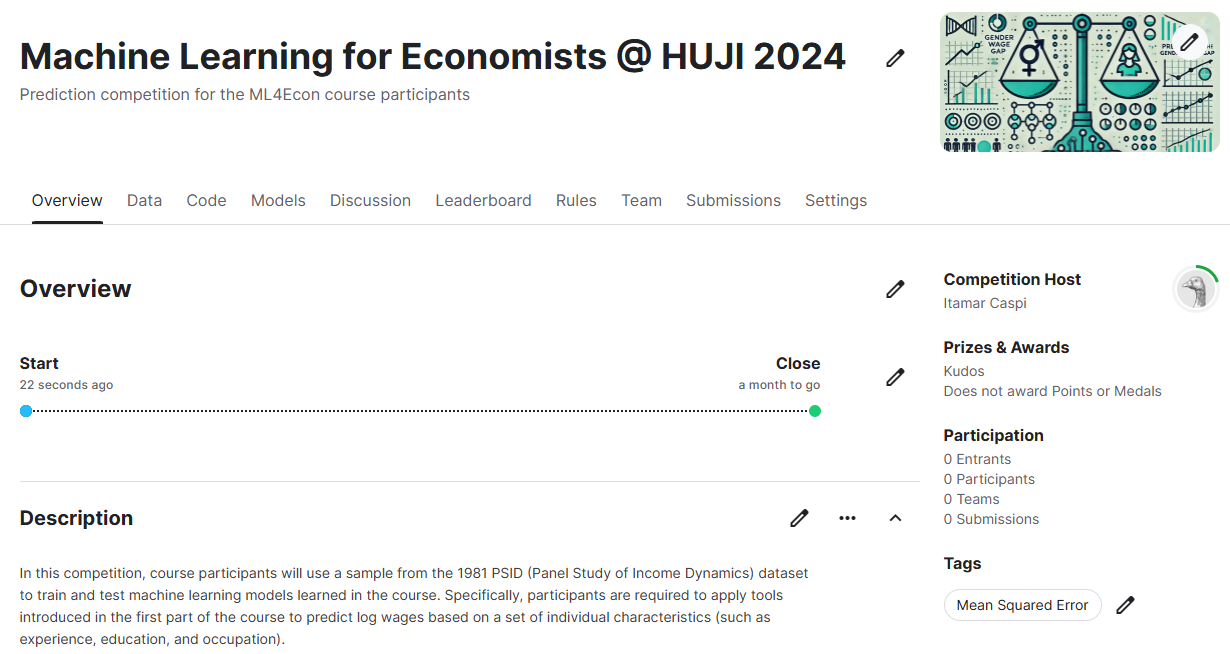 Machine Learning for Economists @ HUJI 2024
Prediction competition for the ML4Econ course participants
GENDER
WAGE
GAP
Overview Data Code Models Discussion Leaderboard Rules Team Submissions Settings
Overview
Start
22 seconds ago
Close
a month to go
Description
In this competition, course participants will use a sample from the 1981 PSID (Panel Study of Income Dynamics) dataset
to train and test machine learning models learned in the course. Specifically, participants are required to apply tools
introduced in the first part of the course to predict log wages based on a set of individual characteristics (such as
experience, education, and occupation).
Competition Host
Itamar Caspi
Prizes & Awards
Kudos
Does not award Points or Medals
Participation
0 Entrants
0 Participants
0 Teams
0 Submissions
Tags
Mean Squared Error